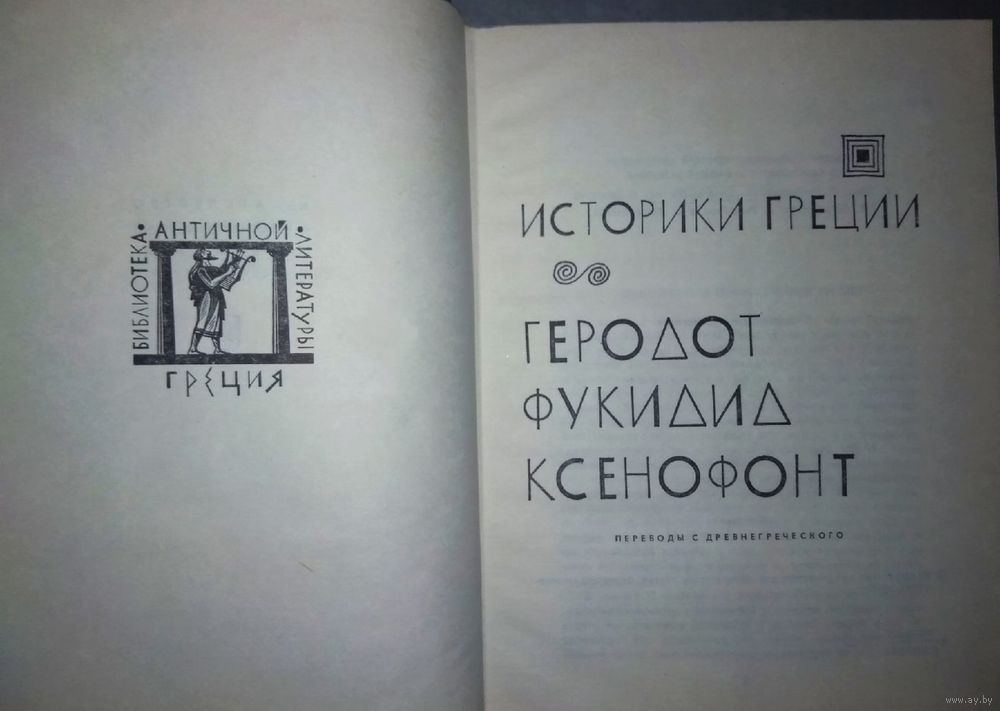 БИБЛИОТЕКА • АНТИЧНОЙ • ЛИТЕРАТУРЫ
ГРЕЦИЯ
ИСТОРИКИ ГРЕЦИИ
ГЕРОДОТ
ФУКИДИД
КСЕНОФОНТ
ПЕРЕВОДЫ С ДРЕВНЕГРЕЧЕСКОГО
www.ay.by